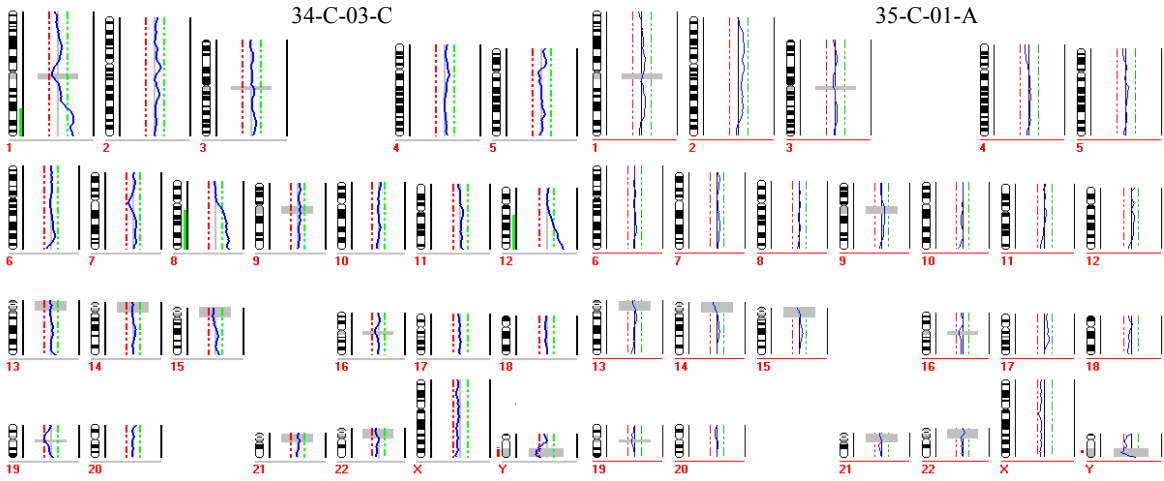 34-C-03-C 35-C-01-A
1 2 3 4 5 1 2 3 4 5
6 7 8 9 10 11 12 6 7 8 9 10 11 12
13 14 15 16 17 18 13 14 15 16 17 18
19 20 21 22 X Y 19 20 21 22 X Y